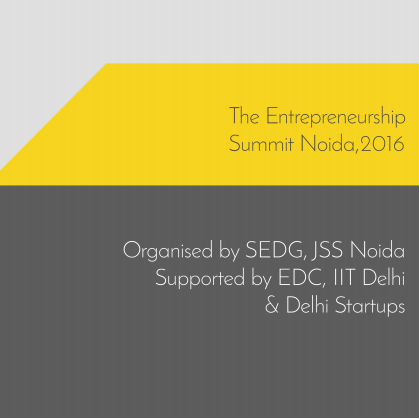 The Entrepreneurship
Summit Noida,2016
Organised by SEDG, JSS Noida
Supported by EDC, IIT Delhi
& Delhi Startups